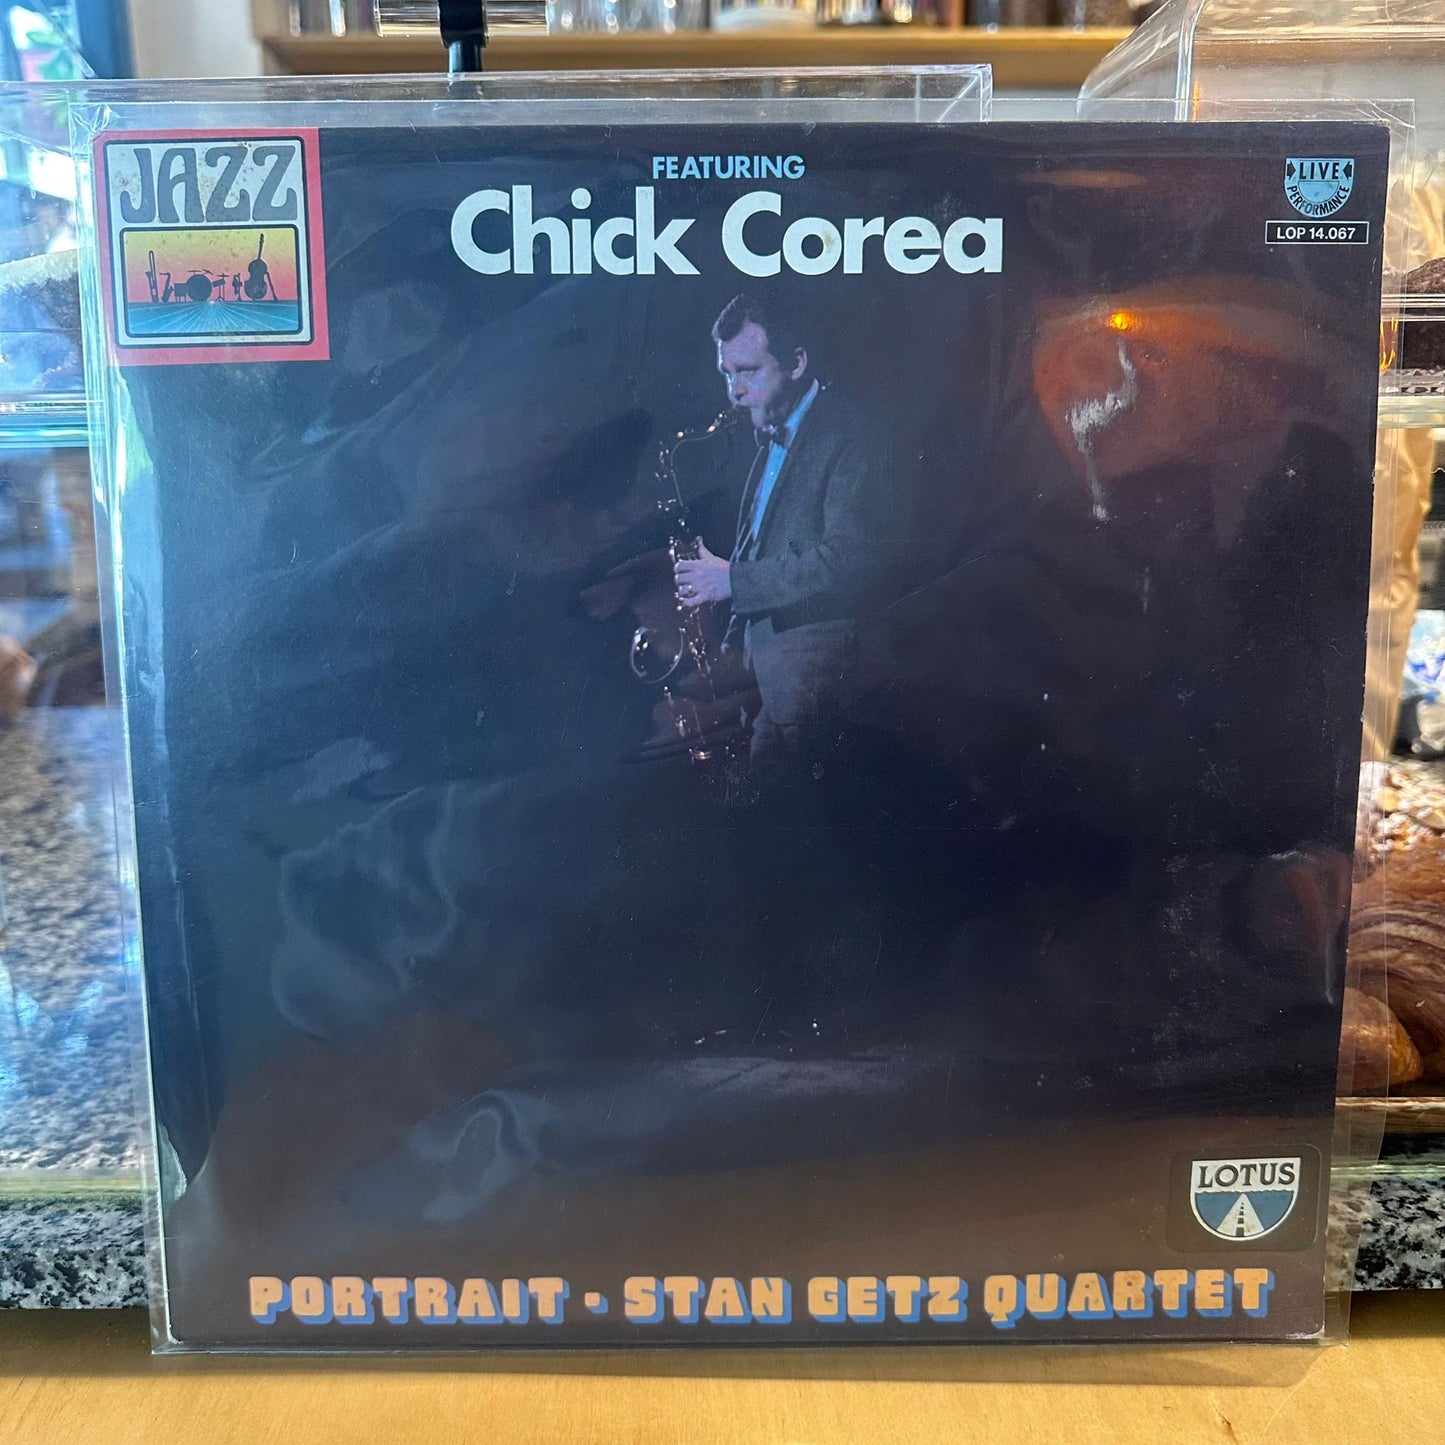 JAZZ
FEATURING
Chick Corea
LIVE
PERFORMANCE
LOP 14.067
LOTUS
PORTRAIT · STAN GETZ QUARTET